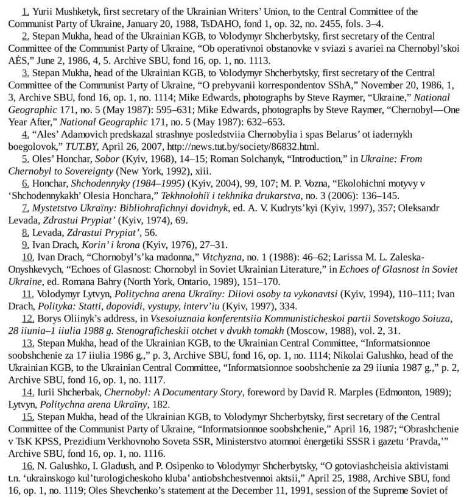 1. Yurii Mushketyk, first secretary of the Ukrainian Writers' Union, to the Central Committee of the
Communist Party of Ukraine, January 20, 1988, TsDAHO, fond 1, op. 32, no. 2455, fols. 3–4.
2. Stepan Mukha, head of the Ukrainian KGB, to Volodymyr Shcherbytsky, first secretary of the Central
Committee of the Communist Party of Ukraine, “Ob operativnoi obstanovke v sviazi s avariei na Chernobyl'skoi
AĖS,” June 2, 1986, 4, 5. Archive SBU, fond 16, op. 1, no. 1113.
3. Stepan Mukha, head of the Ukrainian KGB, to Volodymyr Shcherbytsky, first secretary of the Central
Committee of the Communist Party of Ukraine, “O prebyvanii korrespondentov SShA,” November 20, 1986, 1,
3, Archive SBU, fond 16, op. 1, no. 1114; Mike Edwards, photographs by Steve Raymer, “Ukraine,” National
Geographic 171, no. 5 (May 1987): 595–631; Mike Edwards, photographs by Steve Raymer, “Chernobyl—One
Year After,” National Geographic 171, no. 5 (May 1987): 632–653.
4. “Ales' Adamovich predskazal strashnye posledstviia Chernobylia i spas Belarus' ot iadernykh
boegolovok,” TUT.BY, April 26, 2007, http://news.tut.by/society/86832.html.
5. Oles' Honchar, Sobor (Kyiv, 1968), 14–15; Roman Solchanyk, “Introduction,” in Ukraine: From
Chernobyl to Sovereignty (New York, 1992), xiii.
6. Honchar, Shchodennyky (1984–1995) (Kyiv, 2004), 99, 107; M. P. Vozna, “Ekolohichni motyvy v
‘Shchodennykakh’ Olesia Honchara,” Tekhnolohiï i tekhnika drukarstva, no. 3 (2006): 136–145.
7. Mystetstvo Ukraïny: Bibliohrafichnyi dovidnyk, ed. A. V. Kudryts'kyi (Kyiv, 1997), 357; Oleksandr
Levada, Zdrastui Prypiat' (Kyiv, 1974), 69.
8. Levada, Zdrastui Prypiat', 56.
9. Ivan Drach, Korin' i krona (Kyiv, 1976), 27–31.
10. Ivan Drach, “Chornobyl's'ka madonna,” Vitchyzna, no. 1 (1988): 46–62; Larissa M. L. Zaleska-
Onyshkevych, “Echoes of Glasnost: Chornobyl in Soviet Ukrainian Literature,” in Echoes of Glasnost in Soviet
Ukraine, ed. Romana Bahry (North York, Ontario, 1989), 151–170.
11. Volodymyr Lytvyn, Politychna arena Ukraïny: Diiovi osoby ta vykonavtsi (Kyiv, 1994), 110–111; Ivan
Drach, Polityka: Statti, dopovidi, vystupy, interv'iu (Kyiv, 1997), 334.
12. Borys Oliinyk's address, in Vsesoiuznaia konferentsiia Kommunisticheskoi partii Sovetskogo Soiuza,
28 iiunia–1 iiulia 1988 g. Stenograficheskii otchet v dvukh tomakh (Moscow, 1988), vol. 2, 31.
13. Stepan Mukha, head of the Ukrainian KGB, to the Ukrainian Central Committee, “Informatsionnoe
soobshchenie za 17 iiulia 1986 g.,” p. 3, Archive SBU, fond 16, op. 1, no. 1114; Nikolai Galushko, head of the
Ukrainian KGB, to the Ukrainian Central Committee, “Informatsionnoe soobshchenie za 29 iiunia 1987 g.,” p. 2,
Archive SBU, fond 16, op. 1, no. 1117.
14. Iurii Shcherbak, Chernobyl: A Documentary Story, foreword by David R. Marples (Edmonton, 1989);
Lytvyn, Politychna arena Ukraïny, 182.
15. Stepan Mukha, head of the Ukrainian KGB, to Volodymyr Shcherbytsky, first secretary of the Central
Committee of the Communist Party of Ukraine, “Informatsionnoe soobshchenie,” April 16, 1987; “Obrashchenie
v TsK KPSS, Prezidium Verkhovnoho Soveta SSR, Ministerstvo atomnoi ėnergetiki SSSR i gazetu ‘Pravda,’”
Archive SBU, fond 16, op. 1, no. 1116.
16. N. Galushko, I. Gladush, and P. Osipenko to Volodymyr Shcherbytsky, “O gotoviashcheisia aktivistami
t.n. ‘ukrainskogo kul'turologicheskoho kluba’ antiobshchestvennoi aktsii,” April 25, 1988, Archive SBU, fond
16, op. 1, no. 1119; Oles Shevchenko's statement at the December 11, 1991, session of the Supreme Soviet of